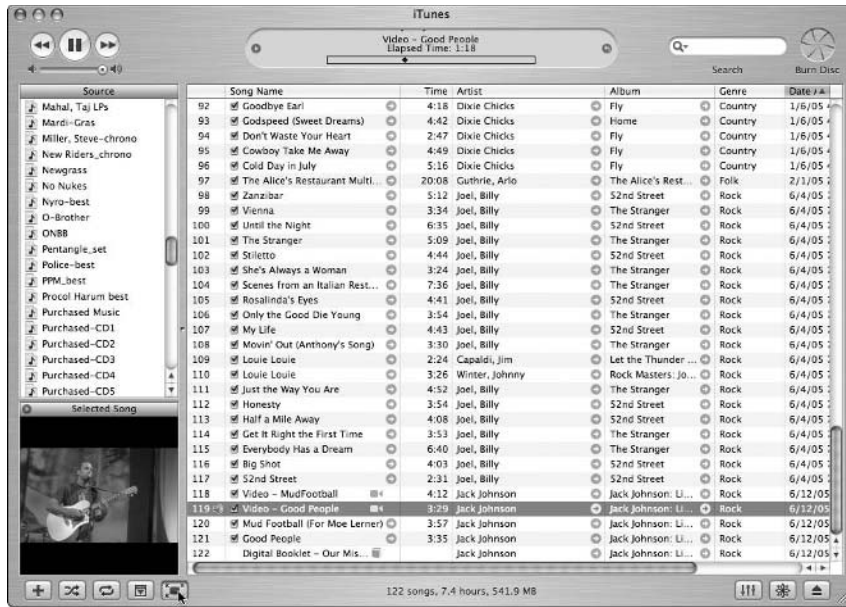 iTunes
Video - Good People
Elapsed Time: 1:18
Search
Burn Disc
Source
Song Name Time Artist Album Genre Date
Mahal, Taj LPs
Mardi-Gras
Miller, Steve-chrono
New Riders_chrono
Newgrass
No Nukes
Nyro-best
O-Brother
ONBB
Pentangle_set
Police-best
PPM_best
Procol Harum best
Purchased Music
Purchased-CD1
Purchased-CD2
Purchased-CD3
Purchased-CD4
Purchased-CD5
Selected Song
92 Goodbye Earl 4:18 Dixie Chicks Fly Country 1/6/05
93 Godspeed (Sweet Dreams) 4:42 Dixie Chicks Home Country 1/6/05
94 Don't Waste Your Heart 2:47 Dixie Chicks Fly Country 1/6/05
95 Cowboy Take Me Away 4:49 Dixie Chicks Fly Country 1/6/05
96 Cold Day in July 5:16 Dixie Chicks Fly Country 1/6/05
97 The Alice's Restaurant Multi... 20:08 Guthrie, Arlo The Alice's Rest... Folk 2/1/05
98 Zanzibar 5:12 Joel, Billy 52nd Street Rock 6/4/05
99 Vienna 3:34 Joel, Billy The Stranger Rock 6/4/05
100 Until the Night 6:35 Joel, Billy 52nd Street Rock 6/4/05
101 The Stranger 5:09 Joel, Billy The Stranger Rock 6/4/05
102 Stiletto 4:44 Joel, Billy 52nd Street Rock 6/4/05
103 She's Always a Woman 3:24 Joel, Billy The Stranger Rock 6/4/05
104 Scenes from an Italian Rest... 7:36 Joel, Billy The Stranger Rock 6/4/05
105 Rosalinda's Eyes 4:41 Joel, Billy 52nd Street Rock 6/4/05
106 Only the Good Die Young 3:54 Joel, Billy The Stranger Rock 6/4/05
107 My Life 4:43 Joel, Billy 52nd Street Rock 6/4/05
108 Movin' Out (Anthony's Song) 3:30 Joel, Billy The Stranger Rock 6/4/05
109 Louie Louie 2:24 Capaldi, Jim Let the Thunder ... Rock 6/4/05
110 Louie Louie 3:26 Winter, Johnny Rock Masters: Jo... Rock 6/4/05
111 Just the Way You Are 4:52 Joel, Billy The Stranger Rock 6/4/05
112 Honesty 3:54 Joel, Billy 52nd Street Rock 6/4/05
113 Half a Mile Away 4:08 Joel, Billy 52nd Street Rock 6/4/05
114 Get It Right the First Time 3:53 Joel, Billy The Stranger Rock 6/4/05
115 Everybody Has a Dream 6:40 Joel, Billy The Stranger Rock 6/4/05
116 Big Shot 4:03 Joel, Billy 52nd Street Rock 6/4/05
117 52nd Street 2:31 Joel, Billy 52nd Street Rock 6/4/05
118 Video - MudFootball 4:12 Jack Johnson Jack Johnson: Li... Rock 6/12/05
119 Video - Good People 3:29 Jack Johnson Jack Johnson: Li... Rock 6/12/05
120 Mud Football (For Moe Lerner) 3:57 Jack Johnson Jack Johnson: Li... Rock 6/12/05
121 Good People 3:35 Jack Johnson Jack Johnson: Li... Rock 6/12/05
122 Digital Booklet - Our Mis... Jack Johnson Jack Johnson: Li... Rock 6/12/05
122 songs, 7.4 hours, 541.9 MB